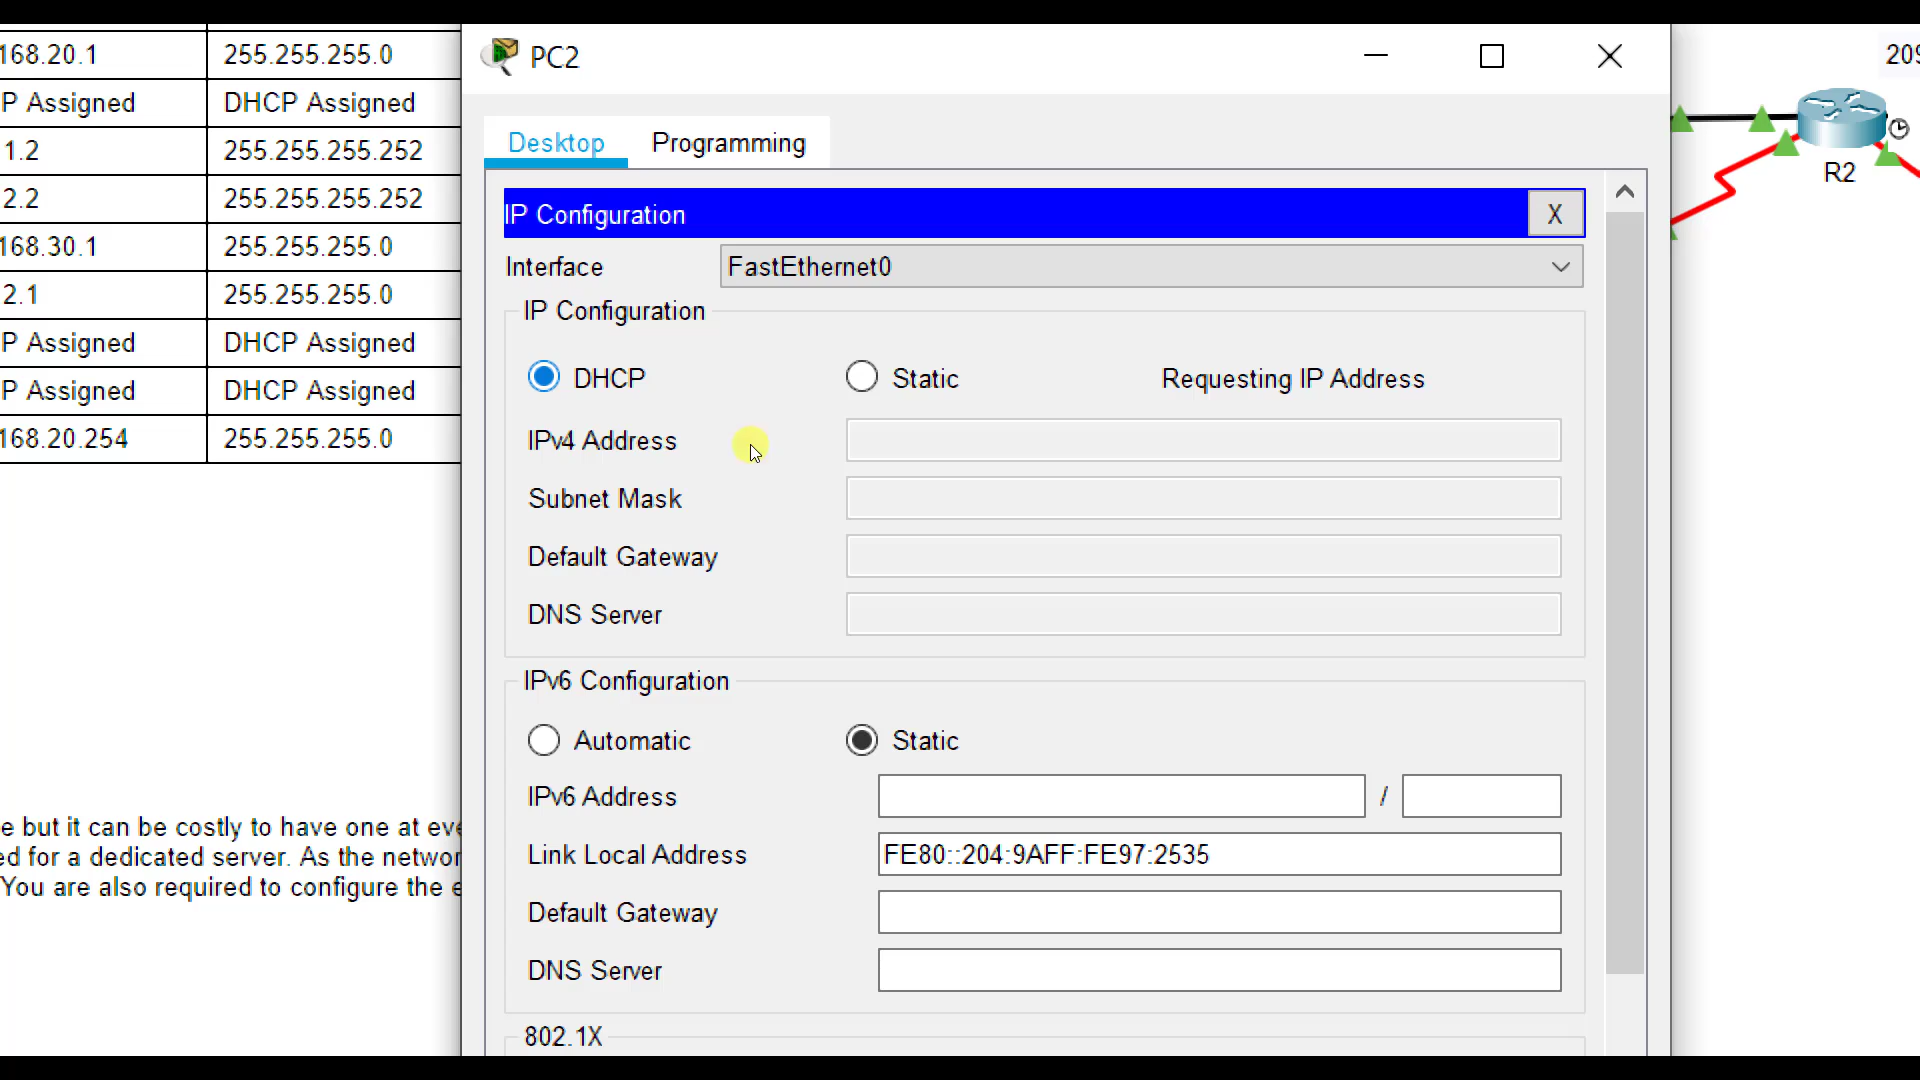 168.20.1 255.255.255.0
P Assigned DHCP Assigned
1.2 255.255.255.252
2.2 255.255.255.252
168.30.1 255.255.255.0
2.1 255.255.255.0
P Assigned DHCP Assigned
P Assigned DHCP Assigned
168.20.254 255.255.255.0
e but it can be costly to have one at eve
ed for a dedicated server. As the networ
You are also required to configure the e
PC2
Desktop Programming
IP Configuration X
Interface FastEthernet0
IP Configuration
DHCP Static Requesting IP Address
IPv4 Address
Subnet Mask
Default Gateway
DNS Server
IPv6 Configuration
Automatic Static
IPv6 Address /
Link Local Address FE80::204:9AFF:FE97:2535
Default Gateway
DNS Server
802.1X
209
R2